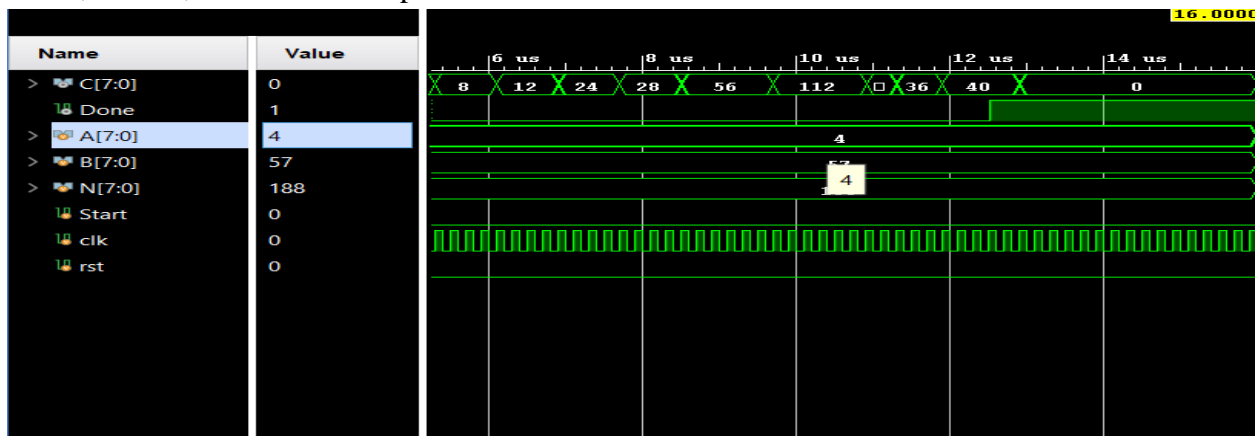 16.0000
Name Value
6 us 8 us 10 us 12 us 14 us
C[7:0] 0 8 12 24 28 56 112 36 40 0
Done 1
A[7:0] 4 4
B[7:0] 57
4
N[7:0] 188
Start 0
clk 0
rst 0